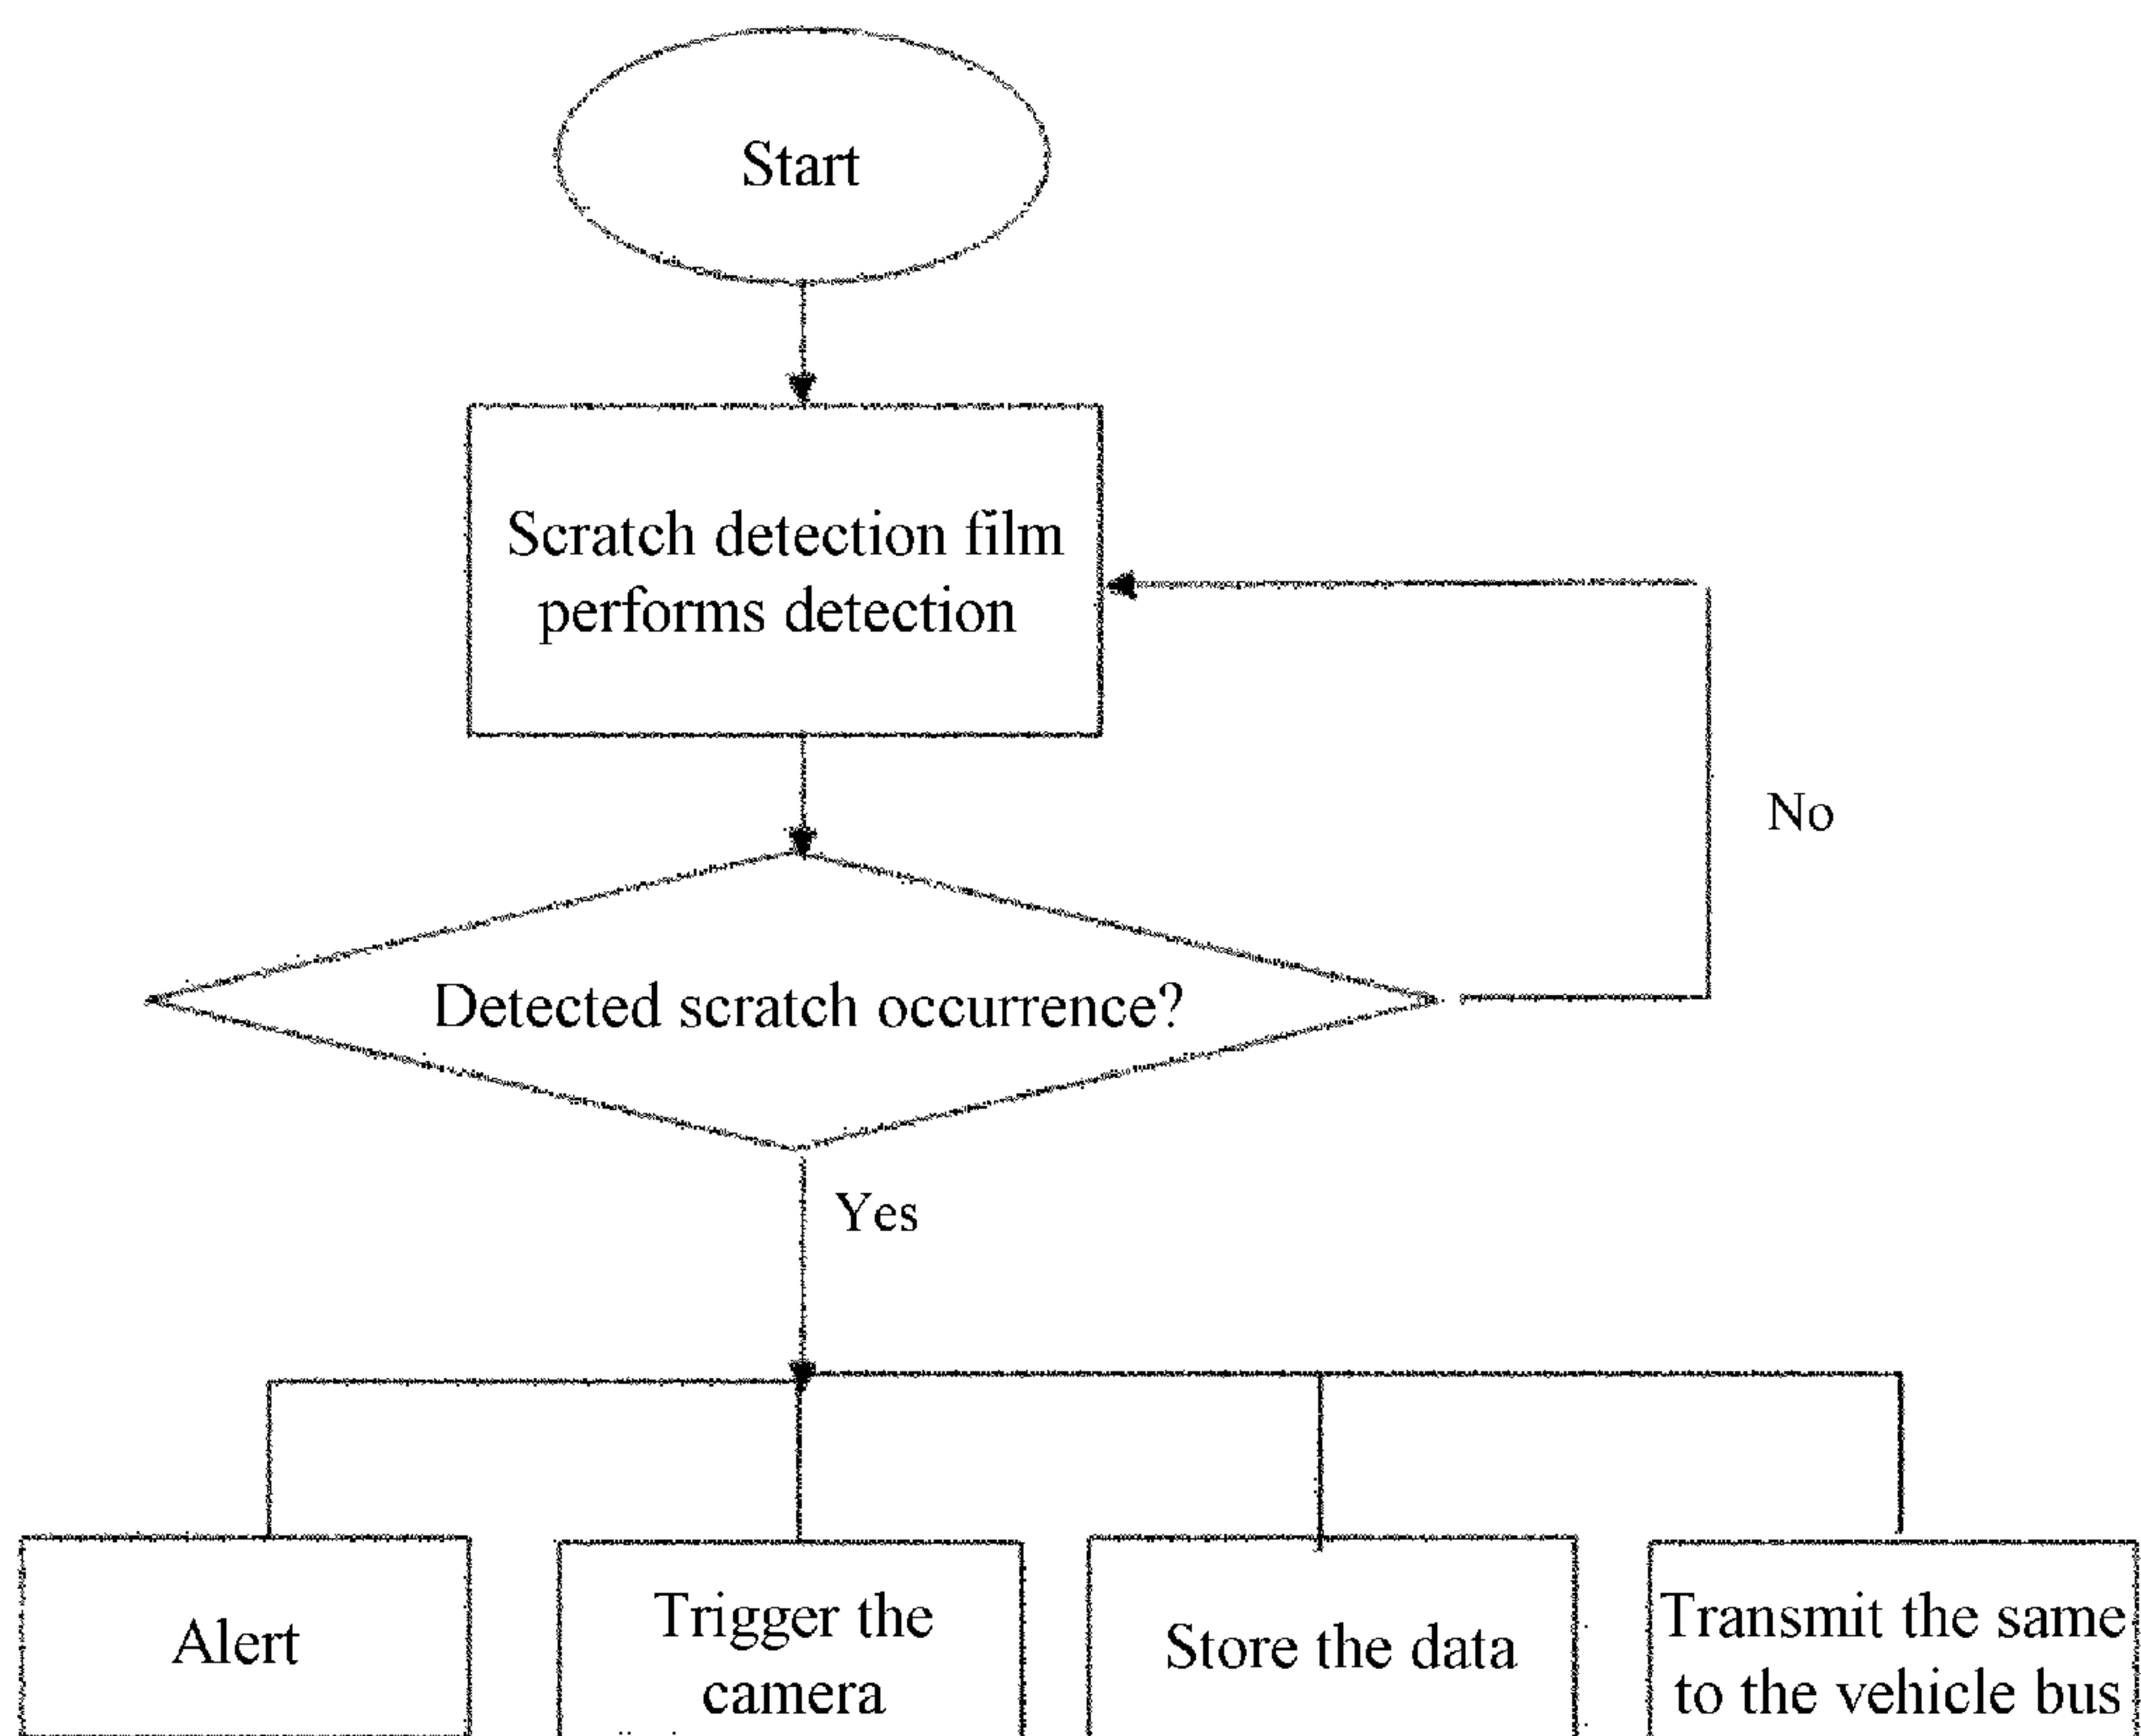 Start
Scratch detection film
performs detection
No
Detected scratch occurrence?
Yes
Alert
Trigger the
camera
Store the data
Transmit the same
to the vehicle bus